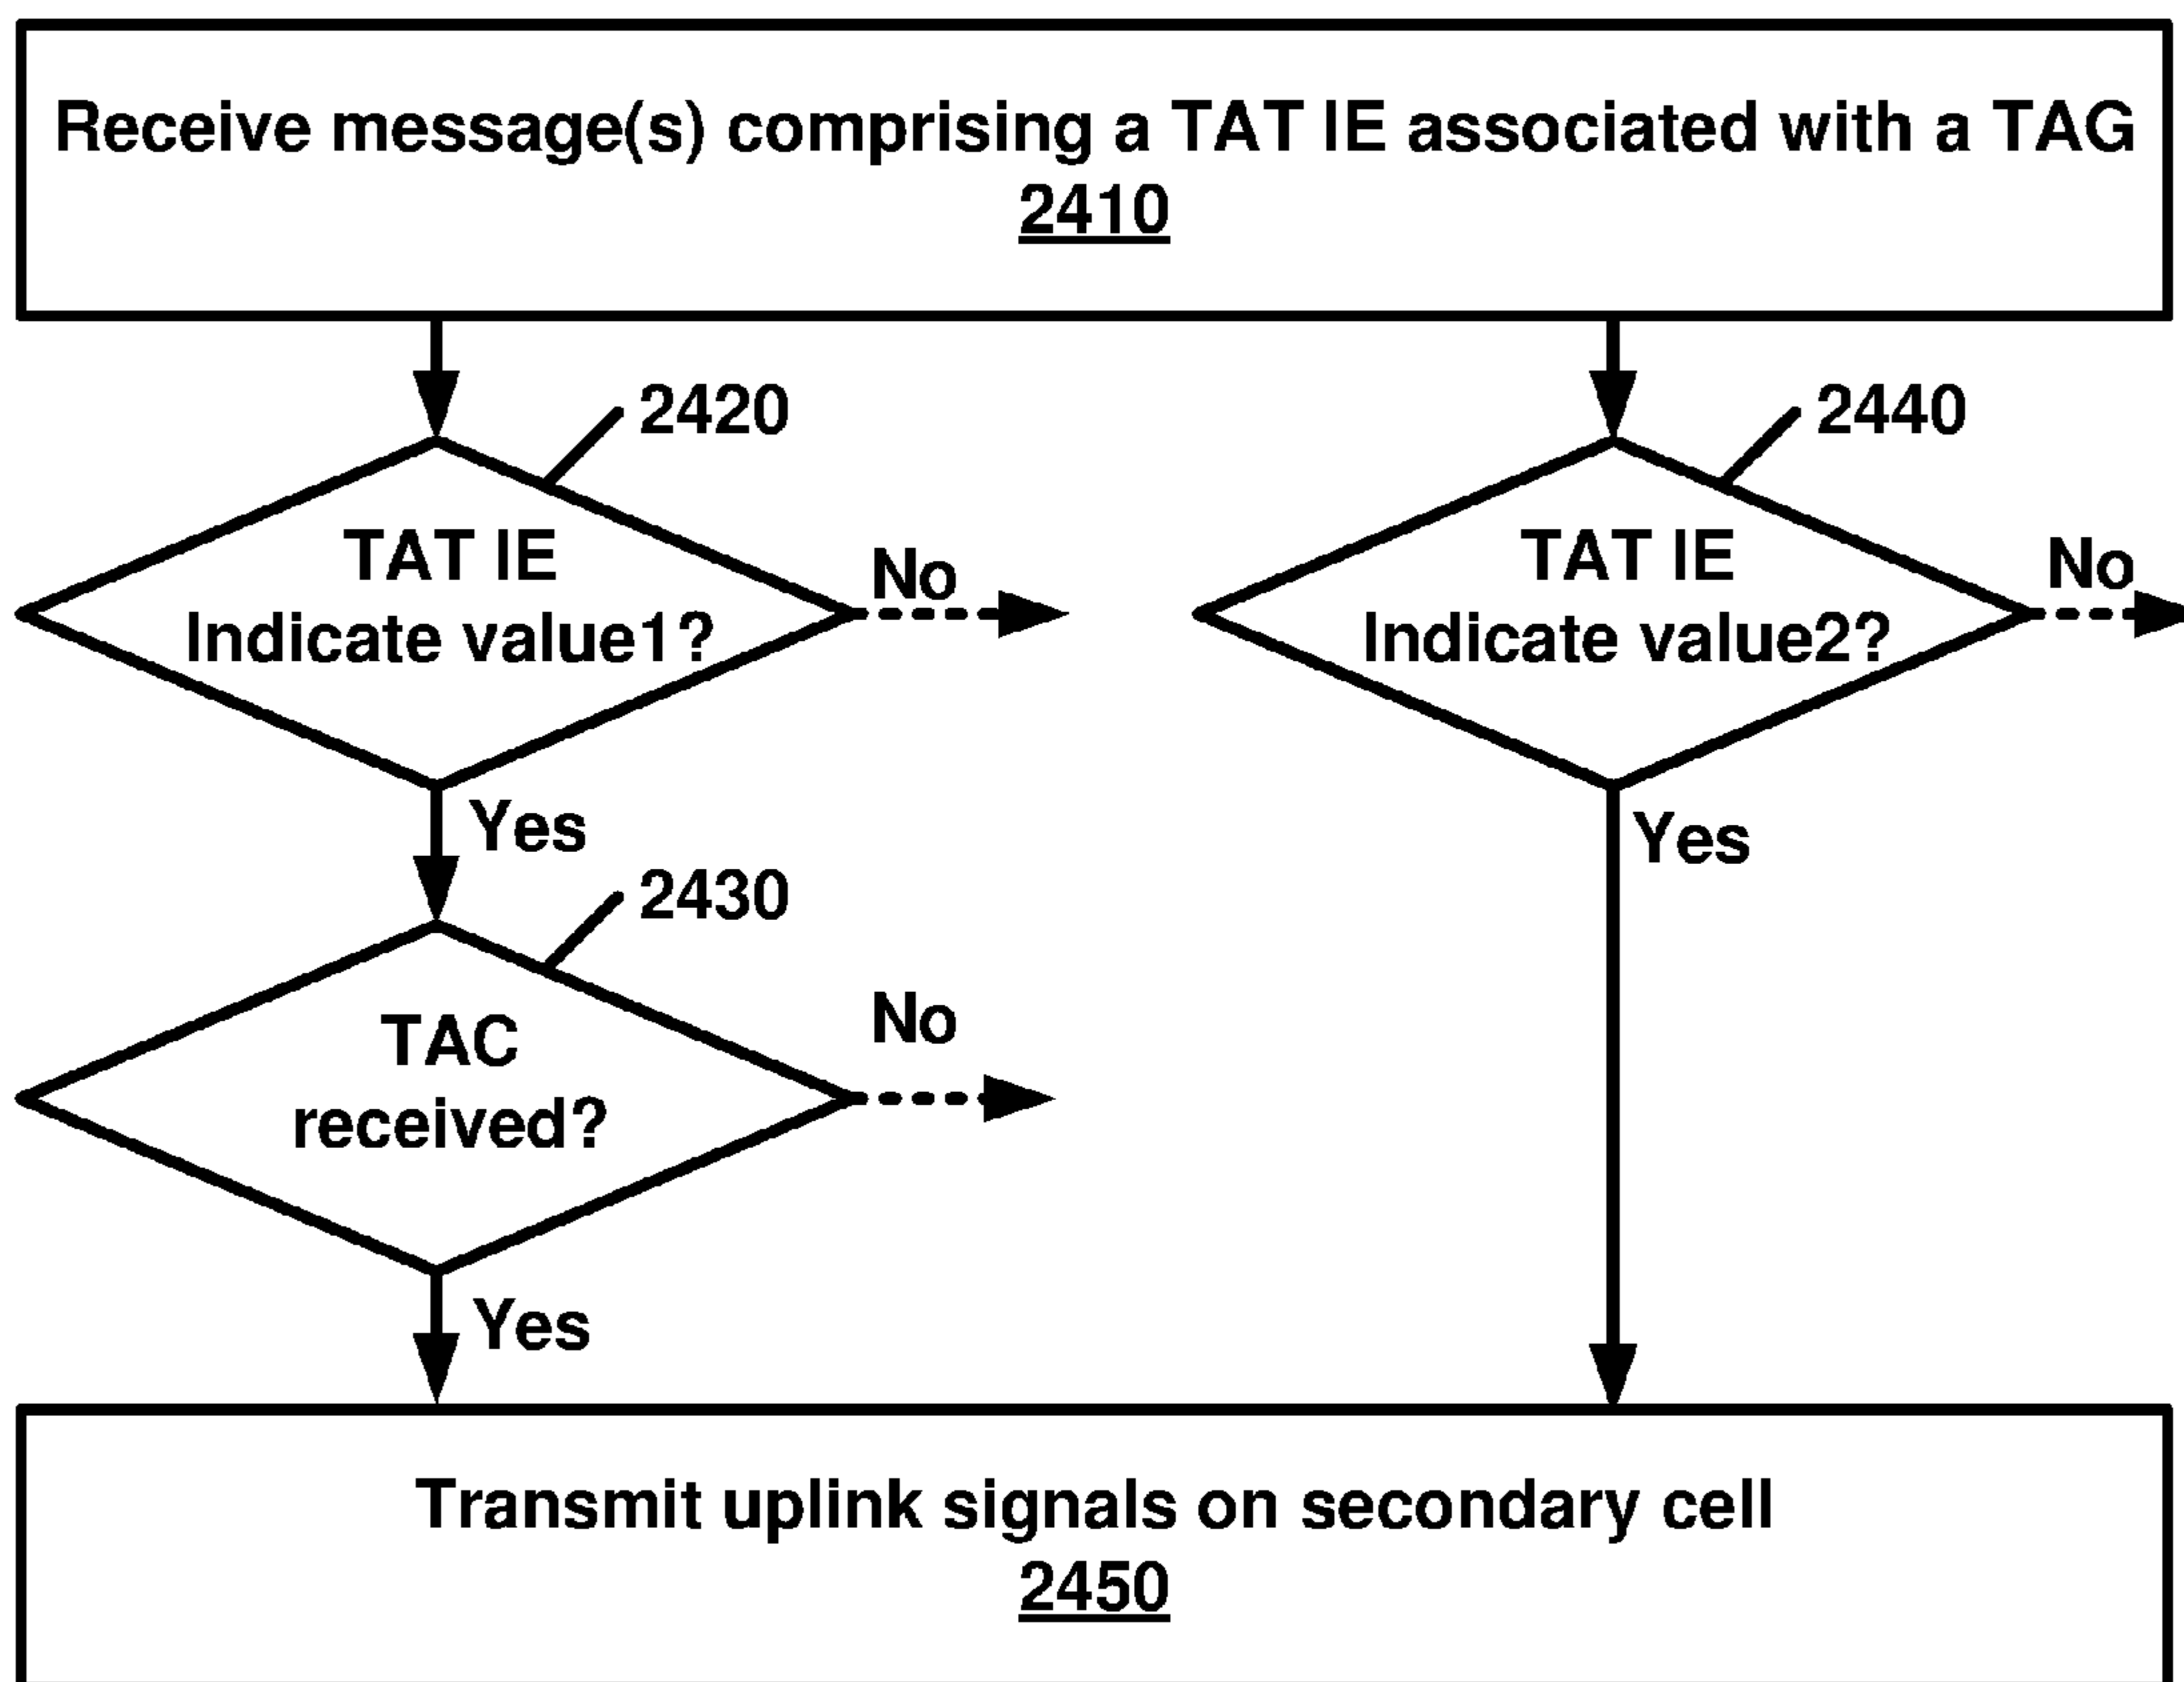 Receive message(s) comprising a TAT IE associated with a TAG
2410
2420
TAT IE
Indicate value1?
No
Yes
2440
TAT IE
Indicate value2?
No
Yes
2430
TAC
received?
No
Yes
Transmit uplink signals on secondary cell
2450